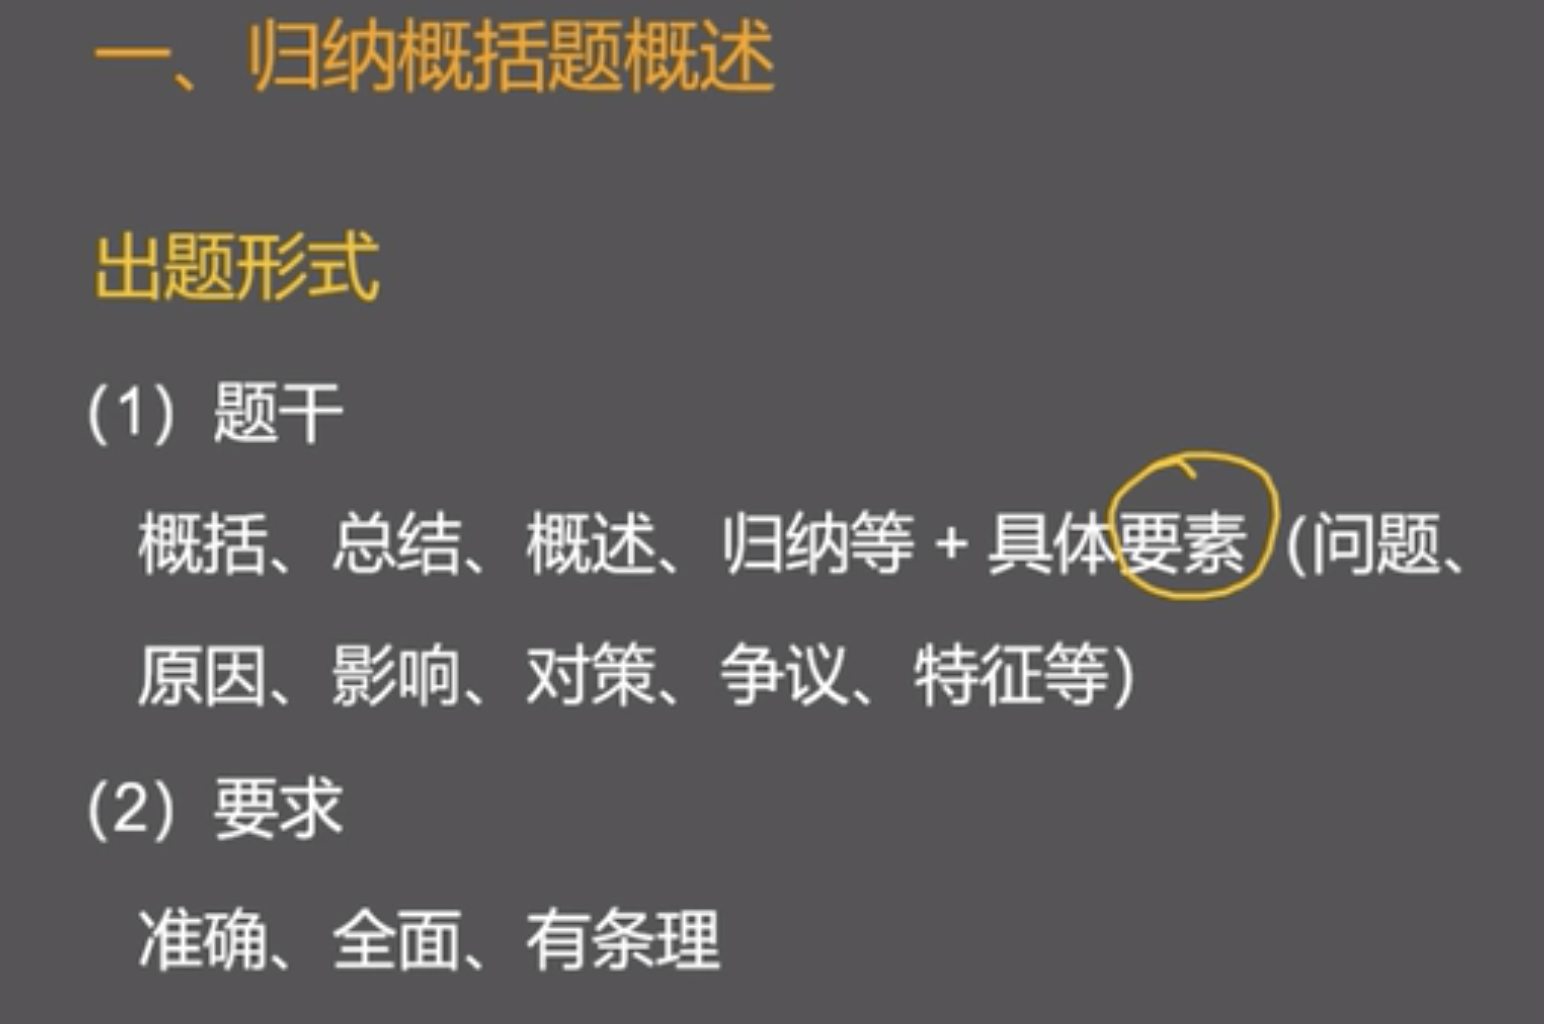 一、归纳概括题概述
出题形式
（1）题干
概括、总结、概述、归纳等 + 具体要素（问题、
原因、影响、对策、争议、特征等）
（2）要求
准确、全面、有条理